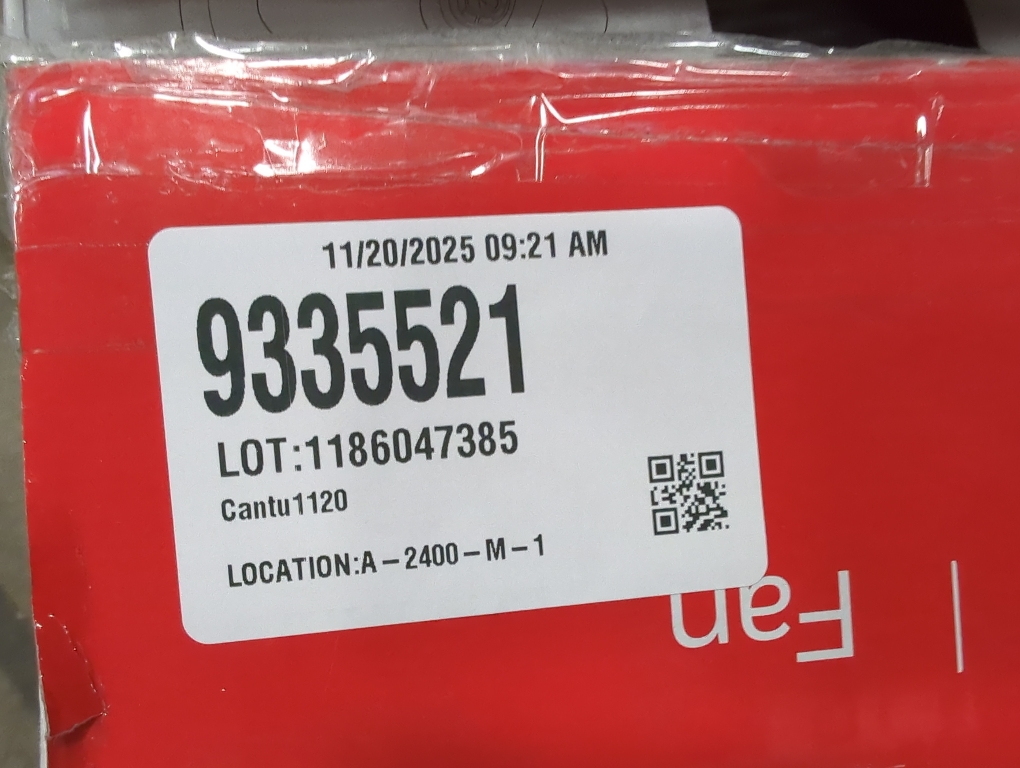 11/20/2025 09:21 AM
9335521
LOT:1186047385
Cantu1120
LOCATION:A-2400-M-1
Fan